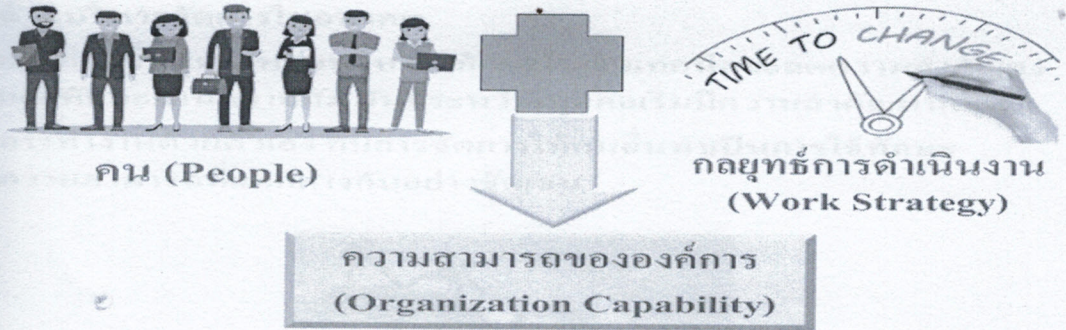 TIME TO CHANGE
คน (People)
กลยุทธ์การดำเนินงาน
(Work Strategy)
ความสามารถขององค์การ
(Organization Capability)